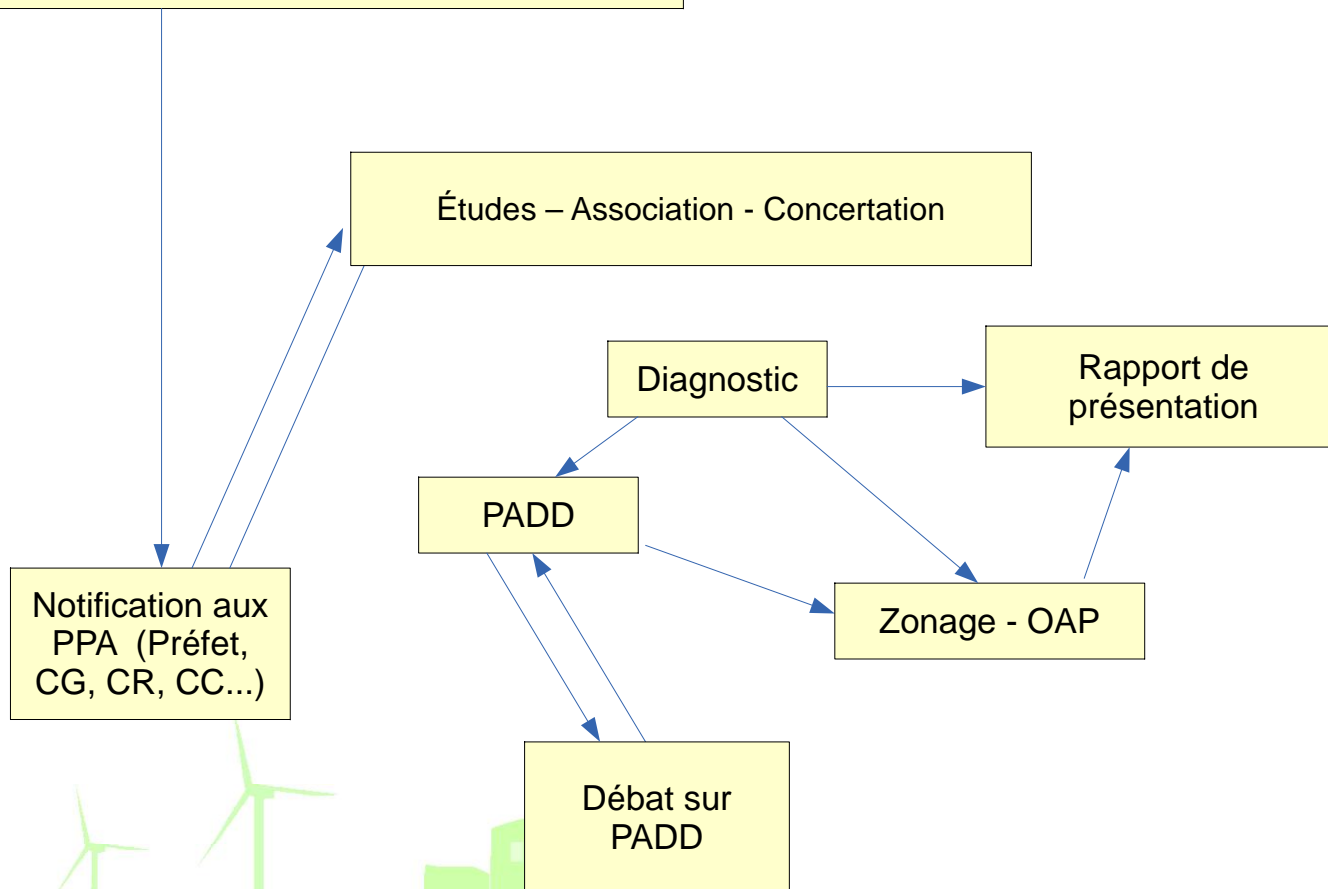 Études – Association - Concertation
Diagnostic
Rapport de
présentation
PADD
Zonage - OAP
Notification aux
PPA (Préfet,
CG, CR, CC...)
Débat sur
PADD